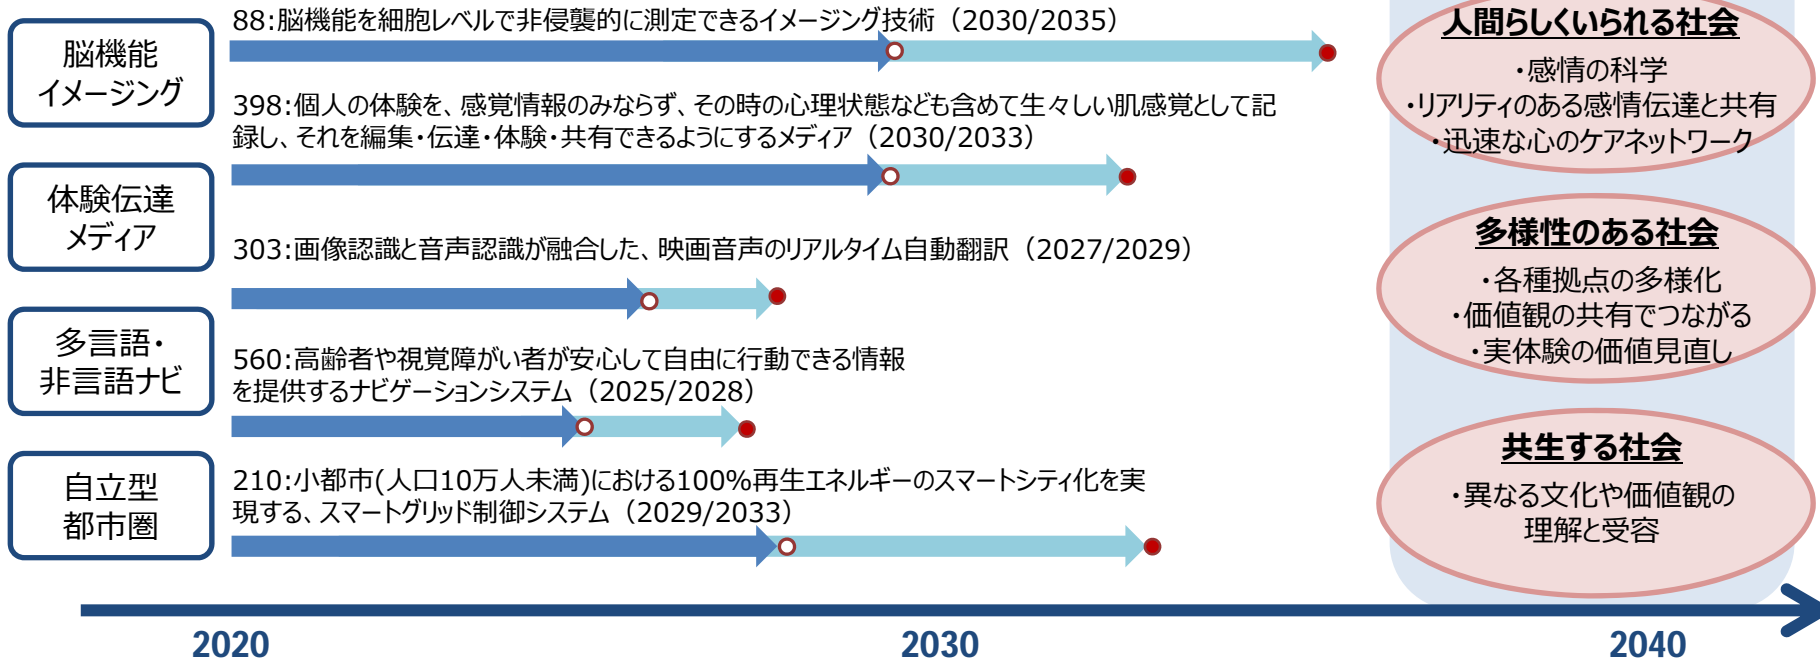 脳機能
イメージング
88:脳機能を細胞レベルで非侵襲的に測定できるイメージング技術（2030/2035）
398:個人の体験を、感覚情報のみならず、その時の心理状態なども含めて生々しい肌感覚として記
録し、それを編集・伝達・体験・共有できるようにするメディア（2030/2033）
体験伝達
メディア
303:画像認識と音声認識が融合した、映画音声のリアルタイム自動翻訳（2027/2029）
多言語・
非言語ナビ
560:高齢者や視覚障がい者が安心して自由に行動できる情報
を提供するナビゲーションシステム（2025/2028）
自立型
都市圏
210:小都市(人口10万人未満)における100%再生エネルギーのスマートシティ化を実
現する、スマートグリッド制御システム（2029/2033）
人間らしくいられる社会
・感情の科学
・リアリティのある感情伝達と共有
・迅速な心のケアネットワーク
多様性のある社会
・各種拠点の多様化
・価値観の共有でつながる
・実体験の価値見直し
共生する社会
・異なる文化や価値観の
理解と受容
2020
2030
2040